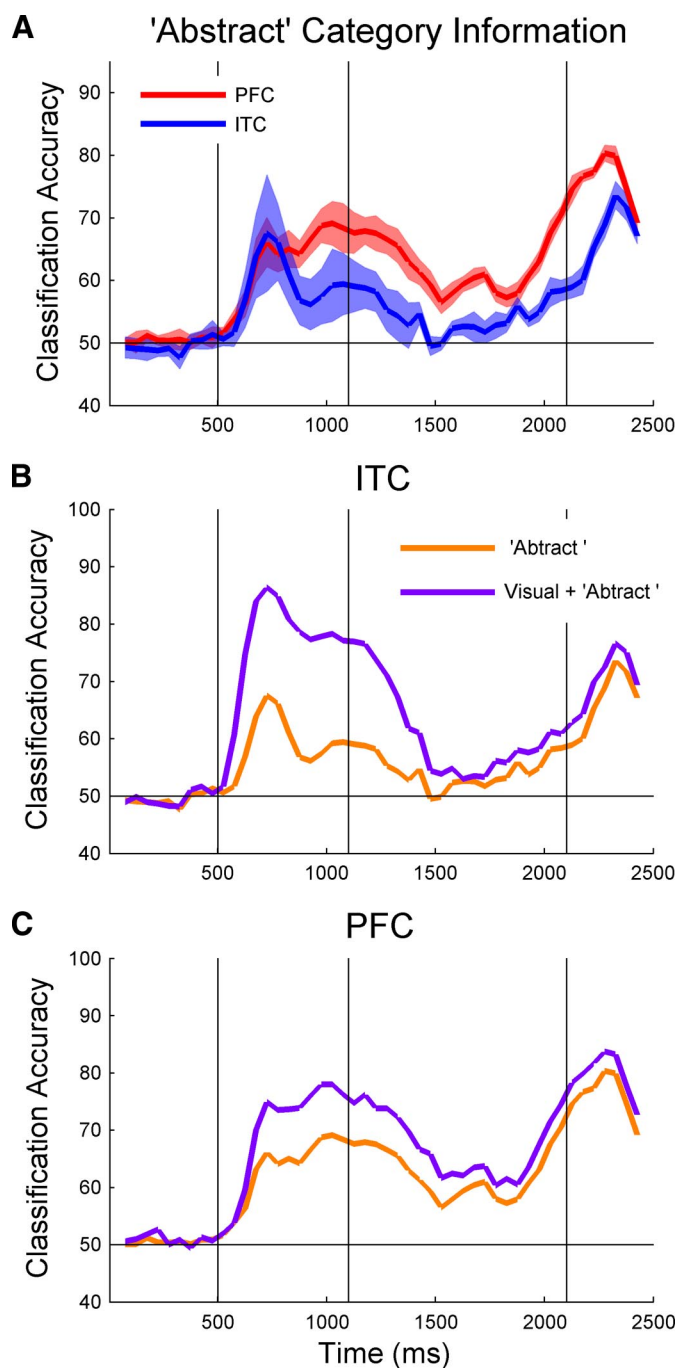 A
'Abstract' Category Information
PFC
ITC
Classification Accuracy
90
80
70
60
50
40
500
1000
1500
2000
2500
B
ITC
'Abtract '
Visual + 'Abtract '
Classification Accuracy
100
90
80
70
60
50
40
500
1000
1500
2000
2500
C
PFC
Classification Accuracy
100
90
80
70
60
50
40
500
1000
1500
2000
2500
Time (ms)